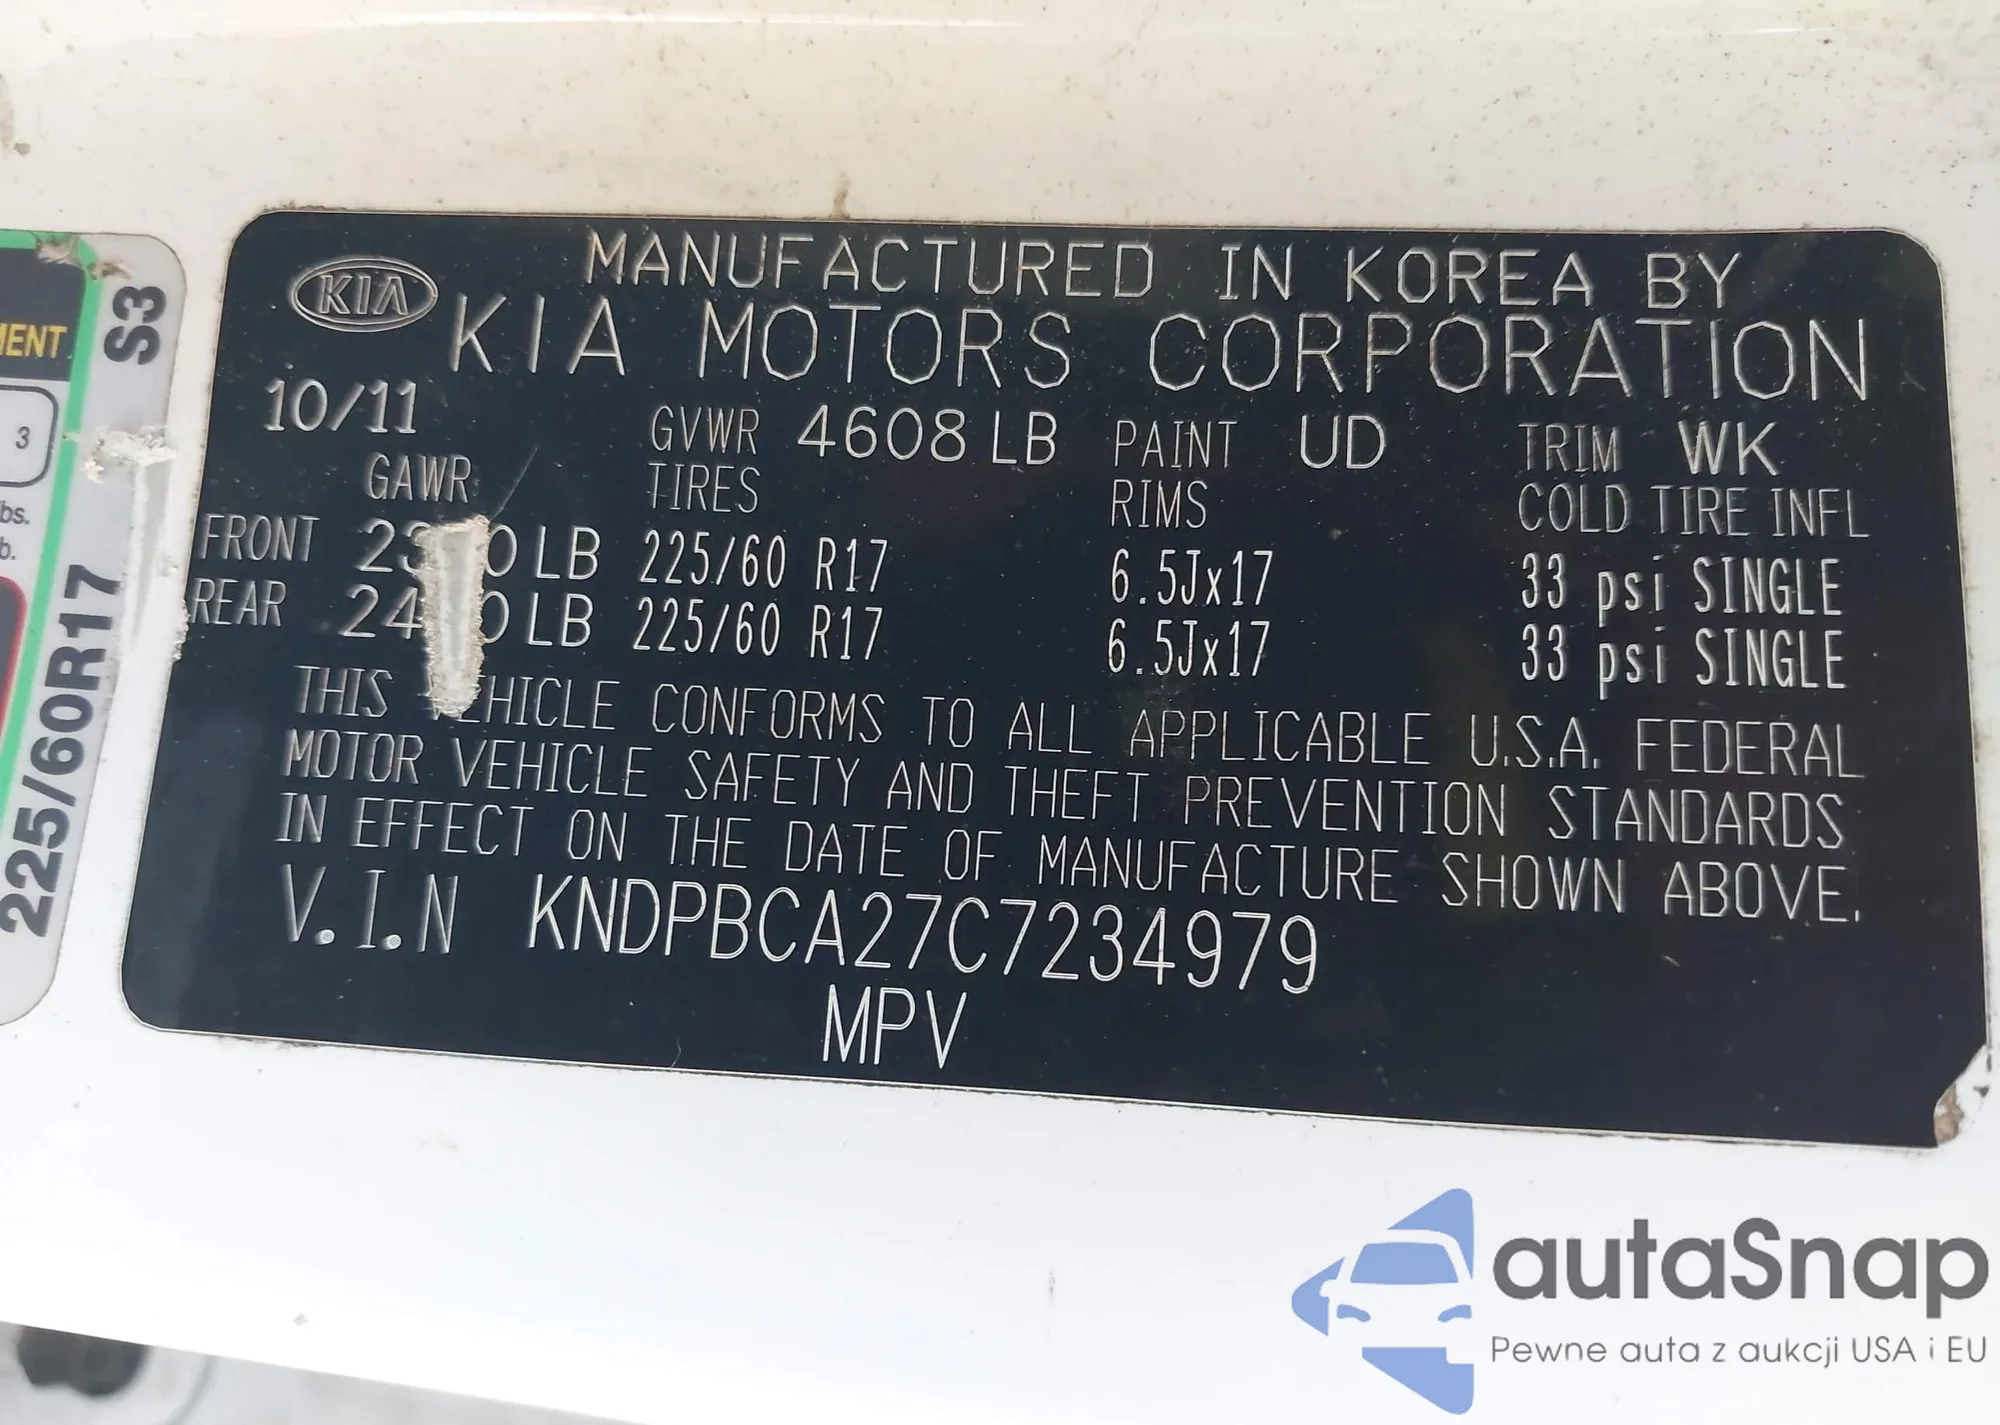 MANUFACTURED IN KOREA BY
KIA KIA MOTORS CORPORATION
10/11 GVWR 4608 LB PAINT UD TRIM WK
GAWR TIRES RIMS COLD TIRE INFL
FRONT LB 225/60 R17 6.5Jx17 33 psi SINGLE
REAR LB 225/60 R17 6.5Jx17 33 psi SINGLE
THIS VEHICLE CONFORMS TO ALL APPLICABLE U.S.A. FEDERAL
MOTOR VEHICLE SAFETY AND THEFT PREVENTION STANDARDS
IN EFFECT ON THE DATE OF MANUFACTURE SHOWN ABOVE.
V.I.N KNDPBCA27C7234979
MPV
S3
225/60R17
3
autaSnap
Pewne auta z aukcji USA i EU